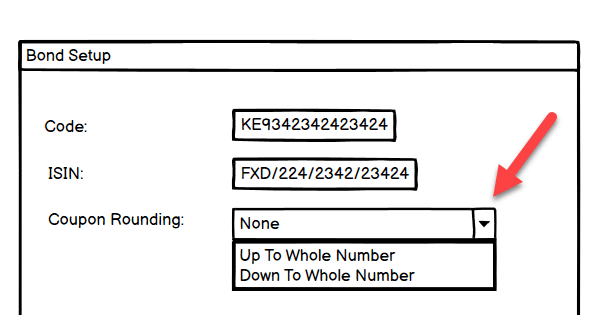 Bond Setup
Code: KE9342342423424
ISIN: FXD/224/2342/23424
Coupon Rounding: None
Up To Whole Number
Down To Whole Number